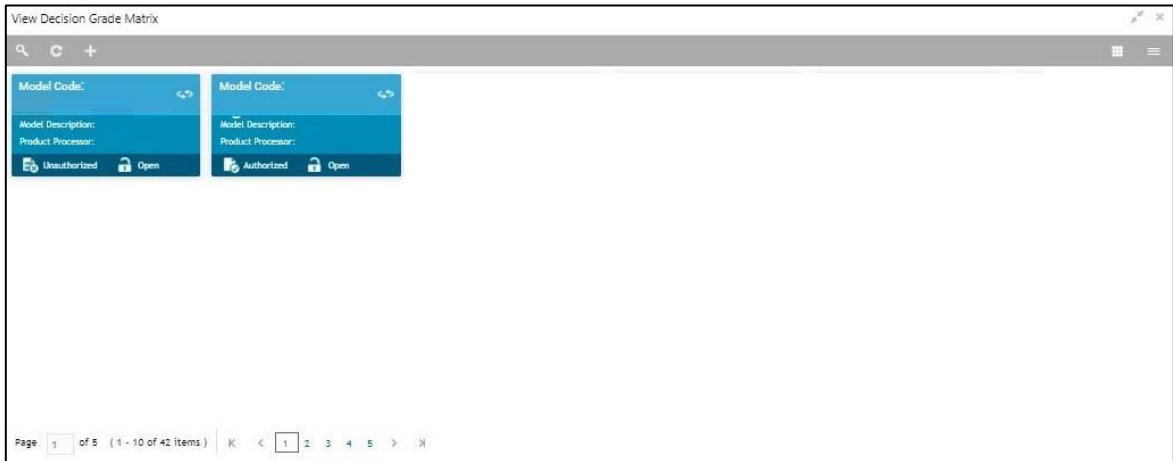 View Decision Grade Matrix
Model Code: Model Code:
Model Description: Model Description:
Product Processor: Product Processor:
Unauthorized Open Authorized Open
Page 1 of 5 ( 1 - 10 of 42 items ) 1 2 3 4 5